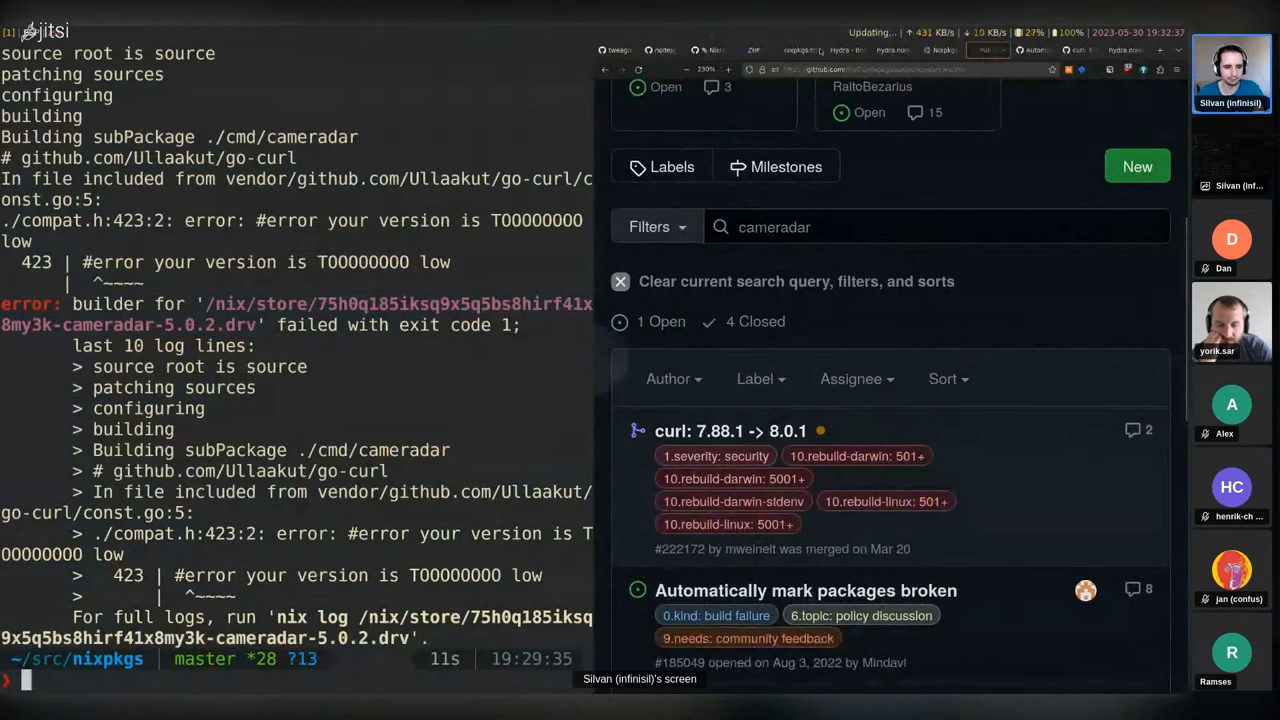 [1] jitsi
source root is source
patching sources
configuring
building
Building subPackage ./cmd/cameradar
# github.com/Ullaakut/go-curl
In file included from vendor/github.com/Ullaakut/go-curl/c
onst.go:5:
./compat.h:423:2: error: #error your version is TOOOOOOOO
low
423 | #error your version is TOOOOOOOO low
| ^~~~~
error: builder for '/nix/store/75h0q185iksq9x5q5bs8hirf41x
8my3k-cameradar-5.0.2.drv' failed with exit code 1;
last 10 log lines:
> source root is source
> patching sources
> configuring
> building
> Building subPackage ./cmd/cameradar
> # github.com/Ullaakut/go-curl
> In file included from vendor/github.com/Ullaakut/
go-curl/const.go:5:
> ./compat.h:423:2: error: #error your version is T
OOOOOOOO low
> 423 | #error your version is TOOOOOOOO low
> | ^~~~~
For full logs, run 'nix log /nix/store/75h0q185iksq
9x5q5bs8hirf41x8my3k-cameradar-5.0.2.drv'.
~/src/nixpkgs master *28 ?13 11s 19:29:35
❯
Updating... ↑ 431 KB/s ↓ 10 KB/s 27% 100% 2023-05-30 19:32:37
230%
Open 3
RaitoBezarius
Open 15
Labels Milestones New
Filters cameradar
Clear current search query, filters, and sorts
1 Open 4 Closed
Author Label Assignee Sort
curl: 7.88.1 -> 8.0.1 2
1.severity: security 10.rebuild-darwin: 501+
10.rebuild-darwin: 5001+
10.rebuild-darwin-stdenv 10.rebuild-linux: 501+
10.rebuild-linux: 5001+
#222172 by mweinelt was merged on Mar 20
Automatically mark packages broken 8
0.kind: build failure 6.topic: policy discussion
9.needs: community feedback
#185049 opened on Aug 3, 2022 by Mindavi
Silvan (infinisil)'s screen
Silvan (infinisil)
Silvan (inf...
D
Dan
yorik.sar
A
Alex
HC
henrik-ch ...
jan (confus)
R
Ramses